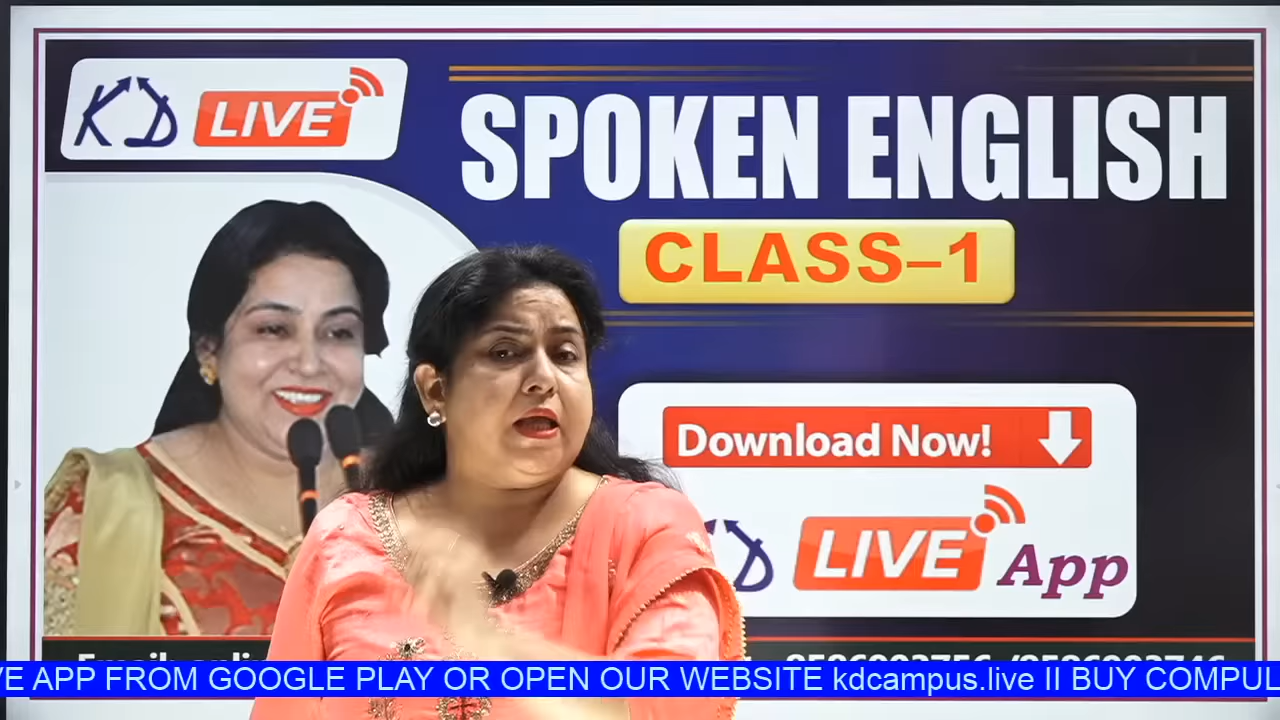 KD LIVE
SPOKEN ENGLISH
CLASS–1
Download Now!
LIVE App
VE APP FROM GOOGLE PLAY OR OPEN OUR WEBSITE kdcampus.live II BUY COMPUL